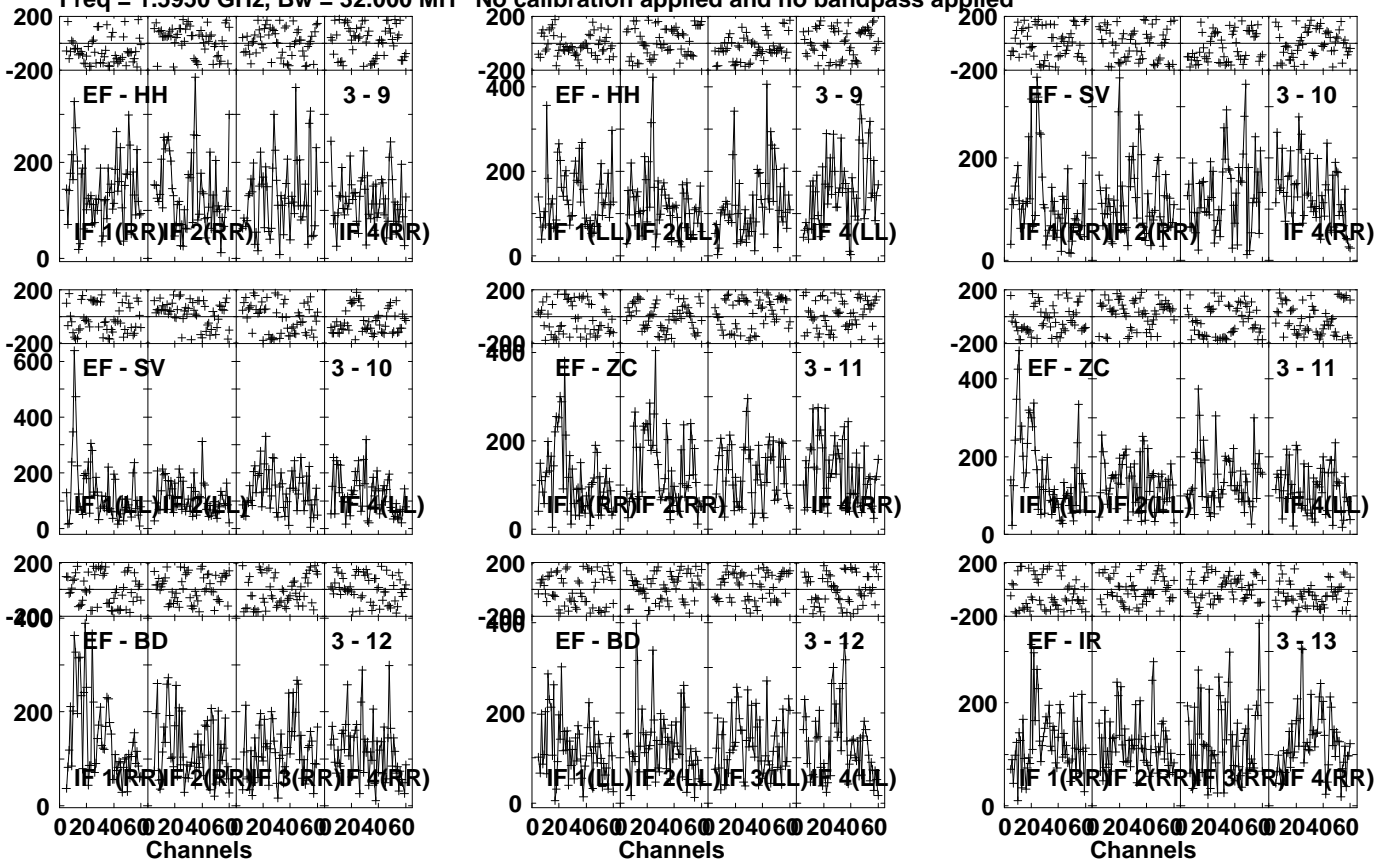 Freq = 1.5950 GHz, Bw = 32.000 MH No calibration applied and no bandpass applied
200 200 200
-200 -200 -200
EF - HH 3 - 9 400 EF - HH 3 - 9 EF - SV 3 - 10
200 200 200
IF 1(RR) IF 2(RR) IF 4(RR) IF 1(LL) IF 2(LL) IF 4(LL) IF 1(RR) IF 2(RR) IF 4(RR)
0 0 0
200 200 200
-200 -200 -200
600 EF - SV 3 - 10 400 EF - ZC 3 - 11 400 EF - ZC 3 - 11
400
200 200 200
IF 1(LL) IF 2(LL) IF 4(LL) IF 1(RR) IF 2(RR) IF 4(RR) IF 1(LL) IF 2(LL) IF 4(LL)
0 0 0
200 200 200
-200 -200 -200
400 EF - BD 3 - 12 400 EF - BD 3 - 12 EF - IR 3 - 13
200 200 200
IF 1(RR) IF 2(RR) IF 3(RR) IF 4(RR) IF 1(LL) IF 2(LL) IF 3(LL) IF 4(LL) IF 1(RR) IF 2(RR) IF 3(RR) IF 4(RR)
0 0 0
0 20 40 60 0 20 40 60 0 20 40 60 0 20 40 60 0 20 40 60 0 20 40 60 0 20 40 60 0 20 40 60 0 20 40 60 0 20 40 60 0 20 40 60 0 20 40 60
Channels Channels Channels